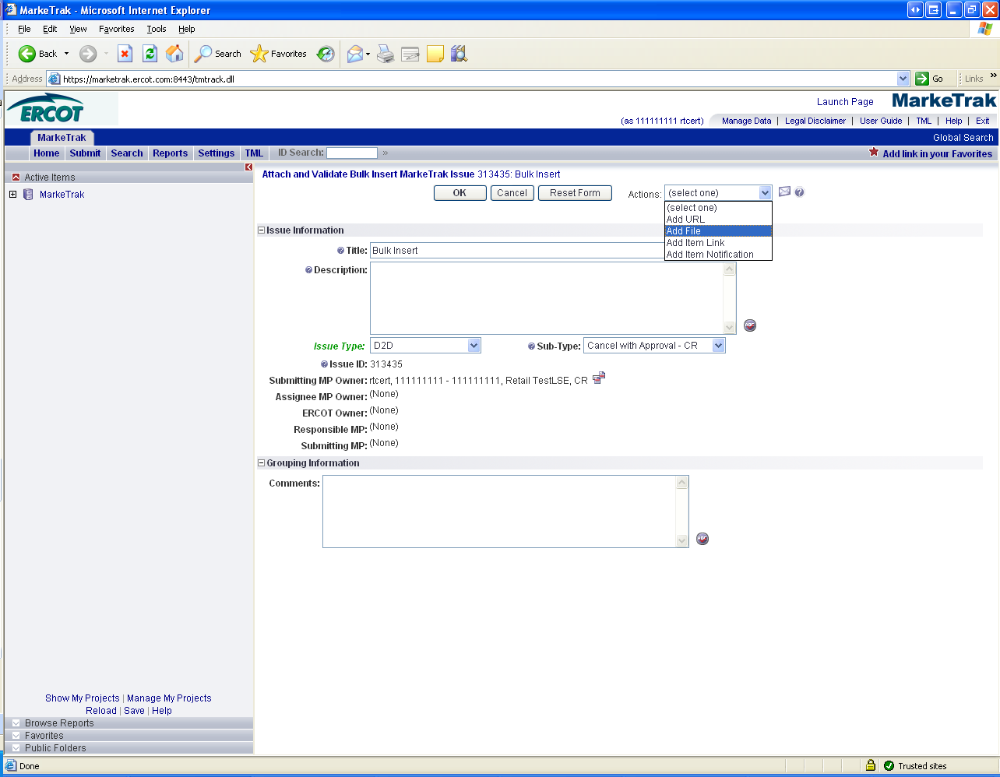 MarkeTrak - Microsoft Internet Explorer
File Edit View Favorites Tools Help
Back Search Favorites
Address https://marketrak.ercot.com:8443/tmtrack.dll Go Links »
ERCOT
Launch Page MarkeTrak
(as 111111111 rtcert) Manage Data | Legal Disclaimer | User Guide | TML | Help | Exit
MarkeTrak Global Search
Home Submit Search Reports Settings TML ID Search: » Add link in your Favorites
Active Items
MarkeTrak
Attach and Validate Bulk Insert MarkeTrak Issue 313435: Bulk Insert
OK Cancel Reset Form Actions: (select one)
(select one)
Add URL
Add File
Add Item Link
Add Item Notification
Issue Information
Title: Bulk Insert
Description:
ABC
Issue Type: D2D Sub-Type: Cancel with Approval - CR
Issue ID: 313435
Submitting MP Owner: rtcert, 111111111 - 111111111, Retail TestLSE, CR
Assignee MP Owner: (None)
ERCOT Owner: (None)
Responsible MP: (None)
Submitting MP: (None)
Grouping Information
Comments:
ABC
Show My Projects | Manage My Projects
Reload | Save | Help
Browse Reports
Favorites
Public Folders
Done Trusted sites